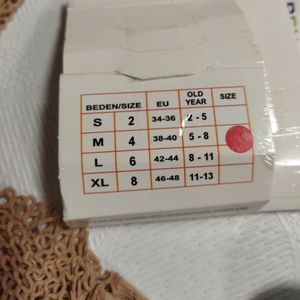 BEDEN/SIZE EU OLD YEAR SIZE
S 2 34-36 2 - 5
M 4 38-40 5 - 8
L 6 42-44 8 - 11
XL 8 46-48 11-13